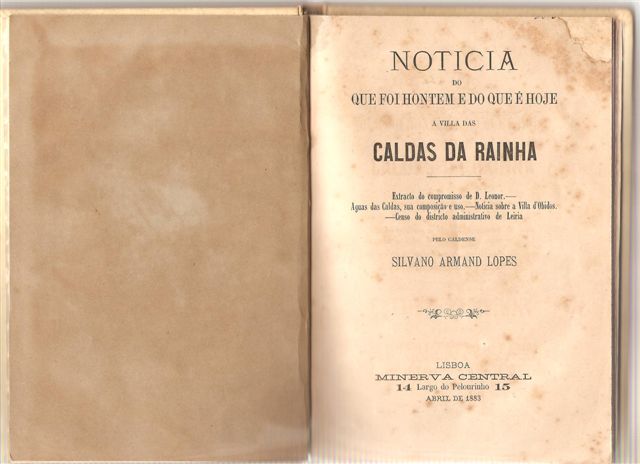 NOTICIA
DO
QUE FOI HONTEM E DO QUE É HOJE
A VILLA DAS
CALDAS DA RAINHA
Extracto do compromisso de D. Leonor.—
Aguas das Caldas, sua composição e uso.—Noticia sobre a Villa d'Obidos.
—Censo do districto administrativo de Leiria
PELO CALDENSE
SILVANO ARMAND LOPES
LISBOA
MINERVA CENTRAL
14 Largo do Pelourinho 15
ABRIL DE 1883